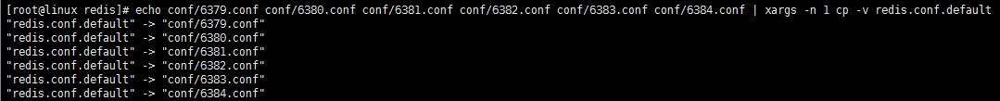 [root@linux redis]# echo conf/6379.conf conf/6380.conf conf/6381.conf conf/6382.conf conf/6383.conf conf/6384.conf | xargs -n 1 cp -v redis.conf.default
"redis.conf.default" -> "conf/6379.conf"
"redis.conf.default" -> "conf/6380.conf"
"redis.conf.default" -> "conf/6381.conf"
"redis.conf.default" -> "conf/6382.conf"
"redis.conf.default" -> "conf/6383.conf"
"redis.conf.default" -> "conf/6384.conf"